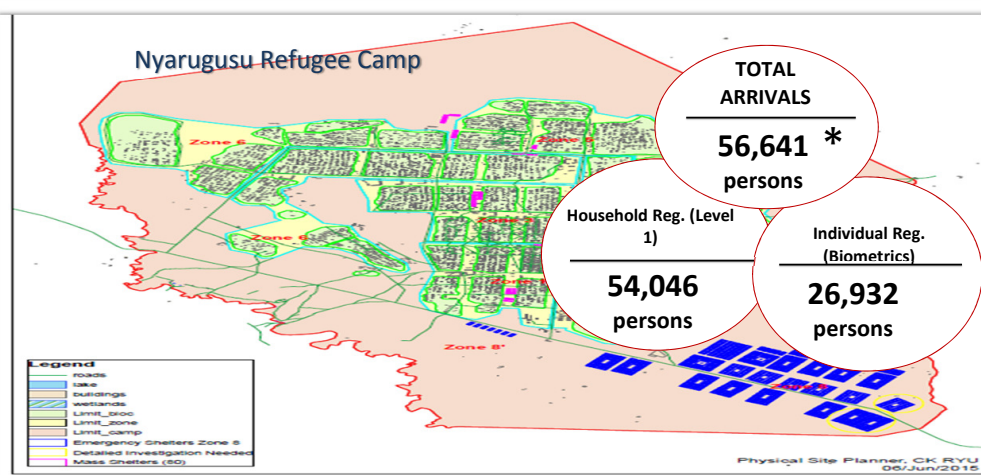 Nyarugusu Refugee Camp
TOTAL
ARRIVALS
56,641 *
persons
Household Reg. (Level
1)
54,046
persons
Individual Reg.
(Biometrics)
26,932
persons
Zone 6
Zone 6
Zone 8'
Legend
roads
lake
buildings
wetlands
Limit_bloc
Limit_zone
Limit_camp
Emergency Shelters Zone 8
Detailed Investigation Needed
Mass Shelters (80)
Physical Site Planner, CK RYU
06/Jun/2015